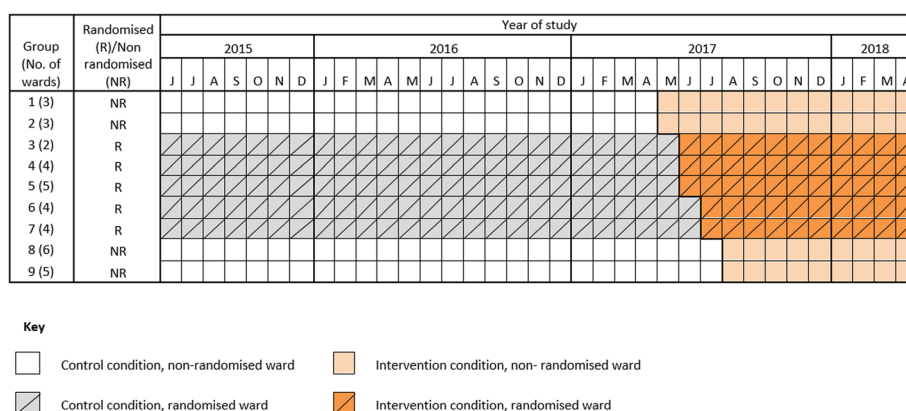 Year of study
Group (No. of wards)
Randomised (R)/Non randomised (NR)
2015 2016 2017 2018
J J A S O N D J F M A M J J A S O N D J F M A M J J A S O N D J F M A
1 (3) NR
2 (3) NR
3 (2) R
4 (4) R
5 (5) R
6 (4) R
7 (4) R
8 (6) NR
9 (5) NR
Key
Control condition, non-randomised ward Intervention condition, non- randomised ward
Control condition, randomised ward Intervention condition, randomised ward